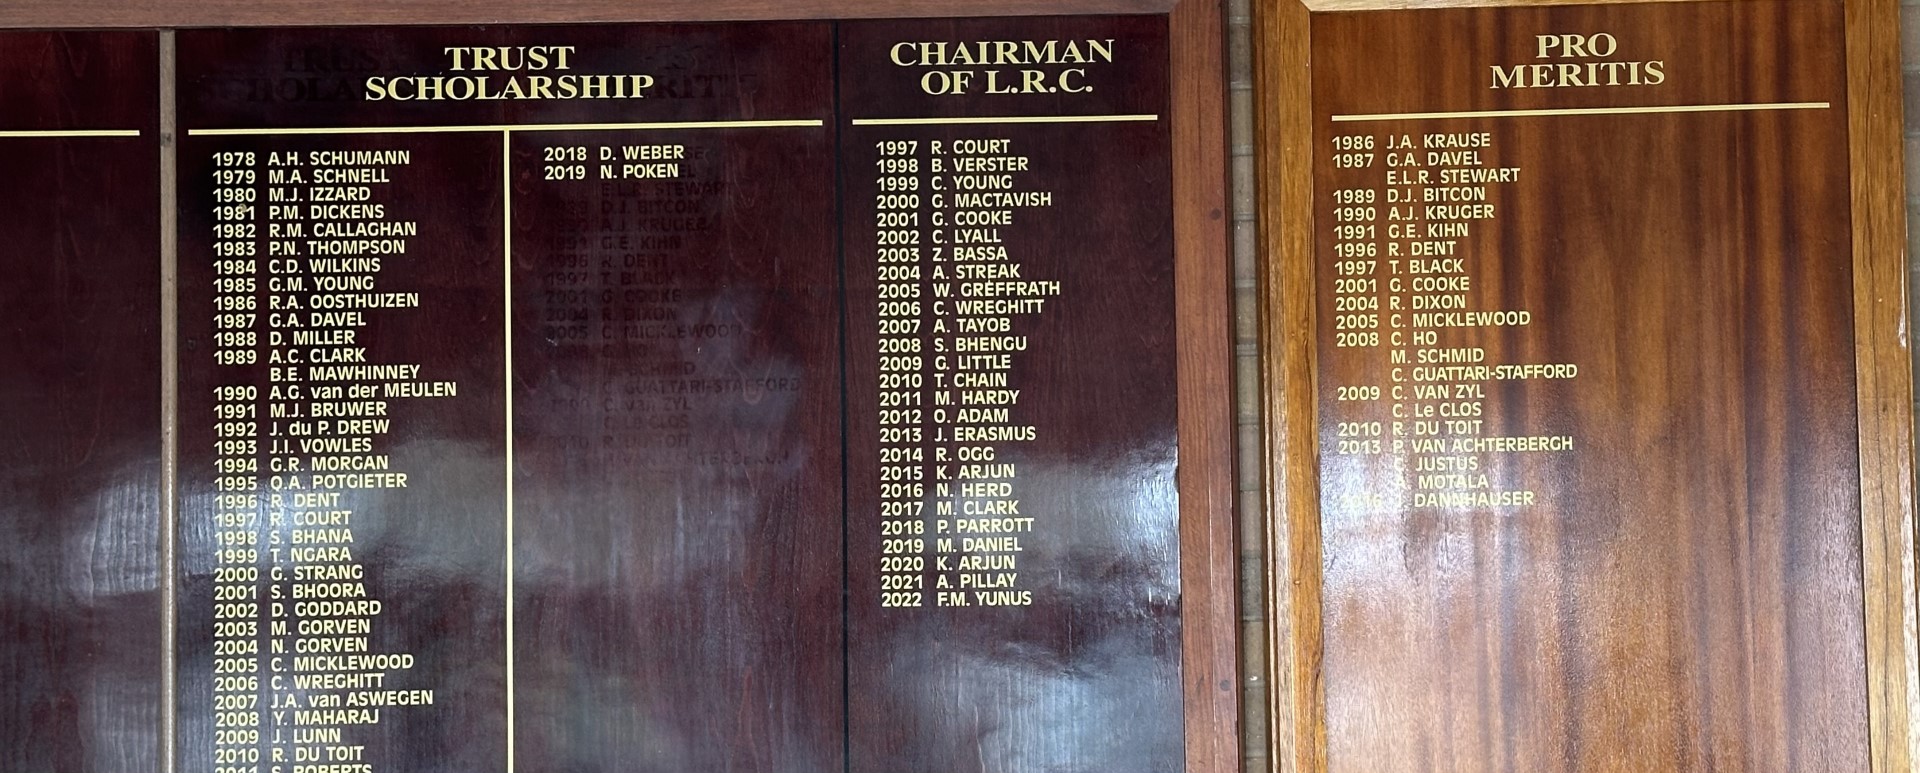 TRUST
SCHOLARSHIP
1978 A.H. SCHUMANN
1979 M.A. SCHNELL
1980 M.J. IZZARD
1981 P.M. DICKENS
1982 R.M. CALLAGHAN
1983 P.N. THOMPSON
1984 C.D. WILKINS
1985 G.M. YOUNG
1986 R.A. OOSTHUIZEN
1987 G.A. DAVEL
1988 D. MILLER
1989 A.C. CLARK
B.E. MAWHINNEY
1990 A.G. van der MEULEN
1991 M.J. BRUWER
1992 J. du P. DREW
1993 J.I. VOWLES
1994 G.R. MORGAN
1995 Q.A. POTGIETER
1996 R. DENT
1997 R. COURT
1998 S. BHANA
1999 T. NGARA
2000 G. STRANG
2001 S. BHOORA
2002 D. GODDARD
2003 M. GORVEN
2004 N. GORVEN
2005 C. MICKLEWOOD
2006 C. WREGHITT
2007 J.A. van ASWEGEN
2008 Y. MAHARAJ
2009 J. LUNN
2010 R. DU TOIT
2011 S. ROBERTS
2018 D. WEBER
2019 N. POKEN
CHAIRMAN
OF L.R.C.
1997 R. COURT
1998 B. VERSTER
1999 C. YOUNG
2000 G. MACTAVISH
2001 G. COOKE
2002 C. LYALL
2003 Z. BASSA
2004 A. STREAK
2005 W. GREFFRATH
2006 C. WREGHITT
2007 A. TAYOB
2008 S. BHENGU
2009 G. LITTLE
2010 T. CHAIN
2011 M. HARDY
2012 O. ADAM
2013 J. ERASMUS
2014 R. OGG
2015 K. ARJUN
2016 N. HERD
2017 M. CLARK
2018 P. PARROTT
2019 M. DANIEL
2020 K. ARJUN
2021 A. PILLAY
2022 F.M. YUNUS
PRO
MERITIS
1986 J.A. KRAUSE
1987 G.A. DAVEL
E.L.R. STEWART
1989 D.J. BITCON
1990 A.J. KRUGER
1991 G.E. KIHN
1996 R. DENT
1997 T. BLACK
2001 G. COOKE
2004 R. DIXON
2005 C. MICKLEWOOD
2008 C. HO
M. SCHMID
C. GUATTARI-STAFFORD
2009 C. VAN ZYL
C. Le CLOS
2010 R. DU TOIT
2013 P. VAN ACHTERBERGH
JUSTUS
MOTALA
DANNHAUSER